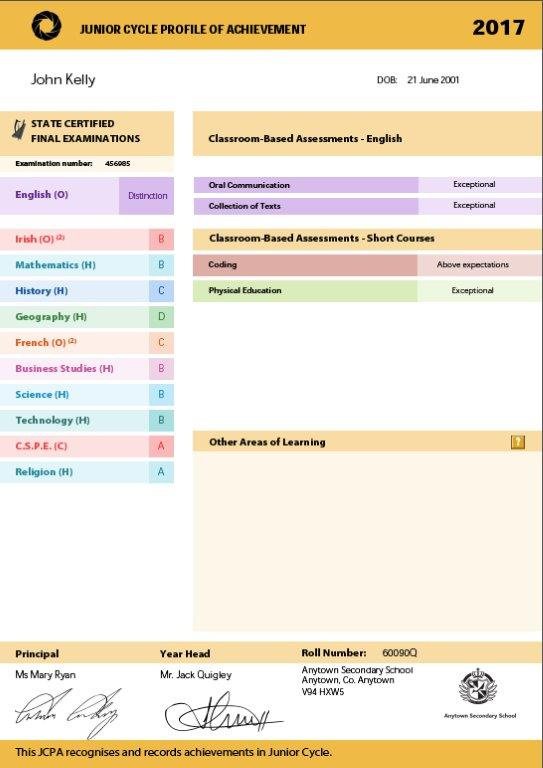 JUNIOR CYCLE PROFILE OF ACHIEVEMENT
2017
John Kelly
DOB: 21 June 2001
STATE CERTIFIED
FINAL EXAMINATIONS
Examination number: 456985
English (O) Distinction
Irish (O) (2) B
Mathematics (H) B
History (H) C
Geography (H) D
French (O) (2) C
Business Studies (H) B
Science (H) B
Technology (H) B
C.S.P.E. (C) A
Religion (H) A
Classroom-Based Assessments - English
Oral Communication Exceptional
Collection of Texts Exceptional
Classroom-Based Assessments - Short Courses
Coding Above expectations
Physical Education Exceptional
Other Areas of Learning ?
Principal
Ms Mary Ryan
Year Head
Mr. Jack Quigley
Roll Number: 60090Q
Anytown Secondary School
Anytown, Co. Anytown
V94 HXW5
Anytown Secondary School
This JCPA recognises and records achievements in Junior Cycle.